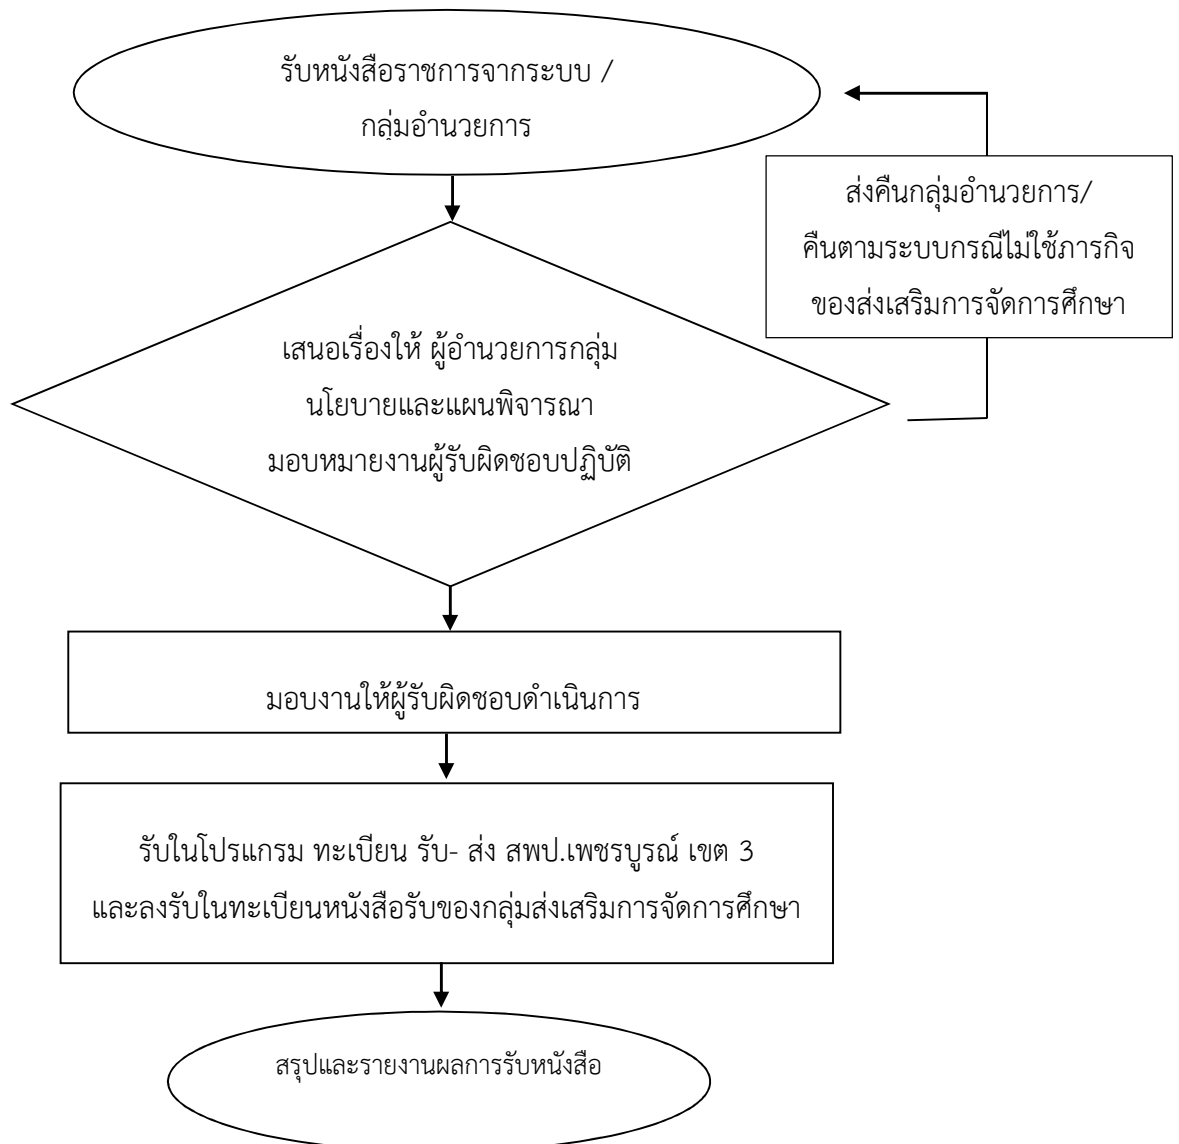 รับหนังสือราชการจากระบบ /
กลุ่มอำนวยการ
ส่งคืนกลุ่มอำนวยการ/
คืนตามระบบกรณีไม่ใช้ภารกิจ
ของส่งเสริมการจัดการศึกษา
เสนอเรื่องให้ ผู้อำนวยการกลุ่ม
นโยบายและแผนพิจารณา
มอบหมายงานผู้รับผิดชอบปฏิบัติ
มอบงานให้ผู้รับผิดชอบดำเนินการ
รับในโปรแกรม ทะเบียน รับ- ส่ง สพป.เพชรบูรณ์ เขต 3
และลงรับในทะเบียนหนังสือรับของกลุ่มส่งเสริมการจัดการศึกษา
สรุปและรายงานผลการรับหนังสือ